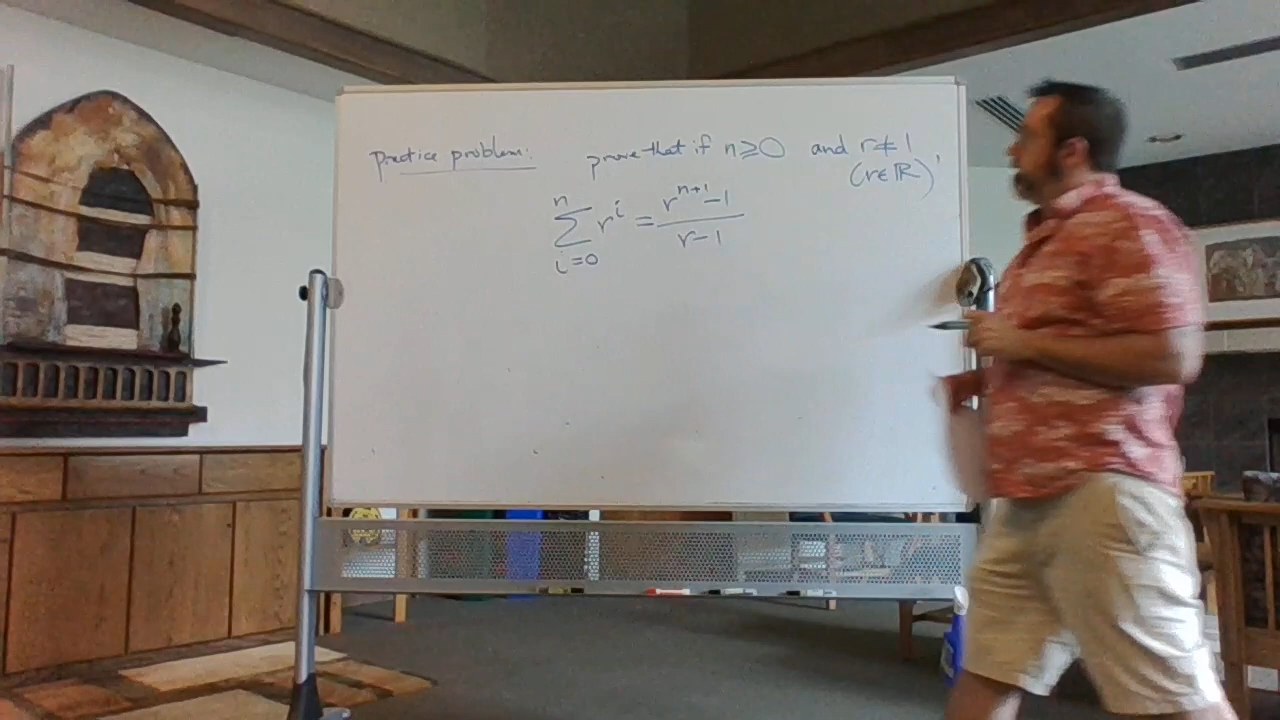 practice problem: prove that if n ≥ 0 and r ≠ 1,
(r ∈ ℝ)
n
∑ r^i = (r^(n+1) - 1)/(r - 1)
i = 0